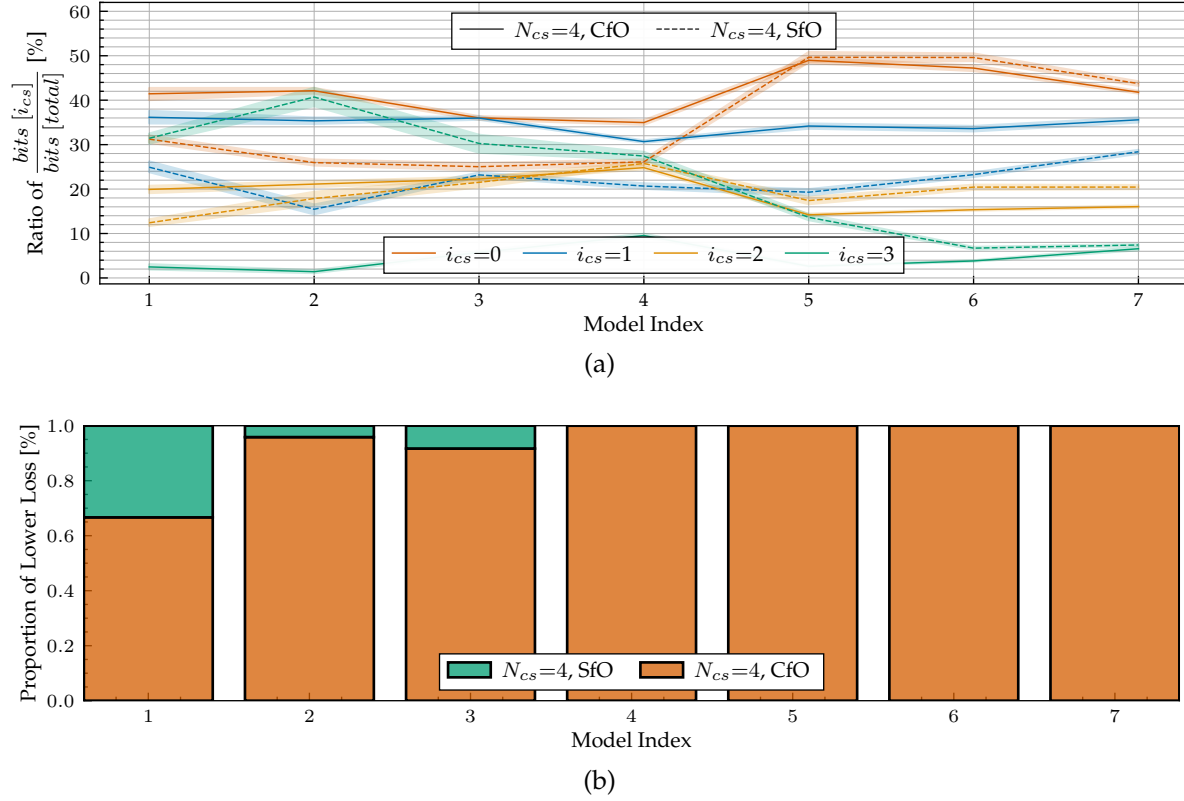 60
50
40
30
20
10
0
Ratio of bits [i_cs] / bits [total] [%]
N_cs=4, CfO N_cs=4, SfO
i_cs=0 i_cs=1 i_cs=2 i_cs=3
1 2 3 4 5 6 7
Model Index
(a)
1.0
0.8
0.6
0.4
0.2
0.0
Proportion of Lower Loss [%]
N_cs=4, SfO N_cs=4, CfO
1 2 3 4 5 6 7
Model Index
(b)